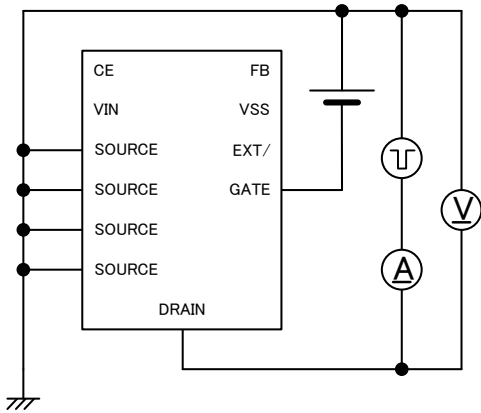 CE FB
VIN VSS
SOURCE EXT/
SOURCE GATE
SOURCE
SOURCE
DRAIN
V
A